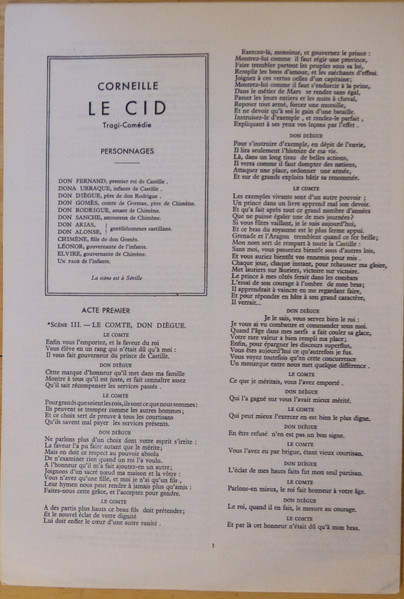 CORNEILLE
LE CID
Tragi-Comédie
PERSONNAGES
DON FERNAND, premier roi de Castille.
DONA URRAQUE, infante de Castille.
DON DIÈGUE, père de don Rodrigue.
DON GOMÈS, comte de Gormas, père de Chimène.
DON RODRIGUE, amant de Chimène.
DON SANCHE, amoureux de Chimène.
DON ARIAS,
DON ALONSE, } gentilshommes castillans.
CHIMÈNE, fille de don Gomès.
LÉONOR, gouvernante de l'infante.
ELVIRE, gouvernante de Chimène.
Un PAGE de l'infante.
La scène est à Séville
ACTE PREMIER
*Scène III. — LE COMTE, DON DIÈGUE.
LE COMTE
Enfin vous l'emportez, et la faveur du roi
Vous élève en un rang qui n'était dû qu'à moi :
Il vous fait gouverneur du prince de Castille.
DON DIÈGUE
Cette marque d'honneur qu'il met dans ma famille
Montre à tous qu'il est juste, et fait connaître assez
Qu'il sait récompenser les services passés.
LE COMTE
Pour grands que soient les rois, ils sont ce que nous sommes :
Ils peuvent se tromper comme les autres hommes;
Et ce choix sert de preuve à tous les courtisans
Qu'ils savent mal payer les services présents.
DON DIÈGUE
Ne parlons plus d'un choix dont votre esprit s'irrite :
La faveur l'a pu faire autant que le mérite;
Mais on doit ce respect au pouvoir absolu
De n'examiner rien quand un roi l'a voulu.
A l'honneur qu'il m'a fait ajoutez-en un autre;
Joignons d'un sacré nœud ma maison et la vôtre :
Vous n'avez qu'une fille, et moi je n'ai qu'un fils,
Leur hymen nous peut rendre à jamais plus qu'amis :
Faites-nous cette grâce, et l'acceptez pour gendre.
LE COMTE
A des partis plus hauts ce beau fils doit prétendre;
Et le nouvel éclat de votre dignité
Lui doit enfler le cœur d'une autre vanité.
Exercez-la, monsieur, et gouvernez le prince :
Montrez-lui comme il faut régir une province,
Faire trembler partout les peuples sous sa loi,
Remplir les bons d'amour, et les méchants d'effroi.
Joignez à ces vertus celles d'un capitaine;
Montrez-lui comme il faut s'endurcir à la peine,
Dans le métier de Mars se rendre sans égal,
Passer les jours entiers et les nuits à cheval,
Reposer tout armé, forcer une muraille,
Et ne devoir qu'à soi le gain d'une bataille.
Instruisez-le d'exemple, et rendez-le parfait,
Expliquant à ses yeux vos leçons par l'effet.
DON DIÈGUE
Pour s'instruire d'exemple, en dépit de l'envie,
Il lira seulement l'histoire de ma vie.
Là, dans un long tissu de belles actions,
Il verra comme il faut dompter des nations,
Attaquer une place, ordonner une armée,
Et sur de grands exploits bâtir sa renommée.
LE COMTE
Les exemples vivants sont d'un autre pouvoir;
Un prince dans un livre apprend mal son devoir.
Et qu'a fait après tout ce grand nombre d'années
Que ne puisse égaler une de mes journées?
Si vous fûtes vaillant, je le suis aujourd'hui,
Et ce bras du royaume est le plus ferme appui.
Grenade et l'Aragon tremblent quand ce fer brille;
Mon nom sert de rempart à toute la Castille :
Sans moi, vous passeriez bientôt sous d'autres lois,
Et vous auriez bientôt vos ennemis pour rois.
Chaque jour, chaque instant, pour rehausser ma gloire,
Met lauriers sur lauriers, victoire sur victoire.
Le prince à mes côtés ferait dans les combats
L'essai de son courage à l'ombre de mon bras;
Il apprendrait à vaincre en me regardant faire,
Et pour répondre en hâte à son grand caractère,
Il verrait...
DON DIÈGUE
Je le sais, vous servez bien le roi :
Je vous ai vu combattre et commander sous moi.
Quand l'âge dans mes nerfs a fait couler sa glace,
Votre rare valeur a bien rempli ma place;
Enfin, pour épargner les discours superflus,
Vous êtes aujourd'hui ce qu'autrefois je fus.
Vous voyez toutefois qu'en cette concurrence
Un monarque entre nous met quelque différence.
LE COMTE
Ce que je méritais, vous l'avez emporté.
DON DIÈGUE
Qui l'a gagné sur vous l'avait mieux mérité.
LE COMTE
Qui peut mieux l'exercer en est bien le plus digne.
DON DIÈGUE
En être refusé n'en est pas un bon signe.
LE COMTE
Vous l'avez eu par brigue, étant vieux courtisan.
DON DIÈGUE
L'éclat de mes hauts faits fut mon seul partisan.
LE COMTE
Parlons-en mieux, le roi fait honneur à votre âge.
DON DIÈGUE
Le roi, quand il en fait, le mesure au courage.
LE COMTE
Et par là cet honneur n'était dû qu'à mon bras.
1